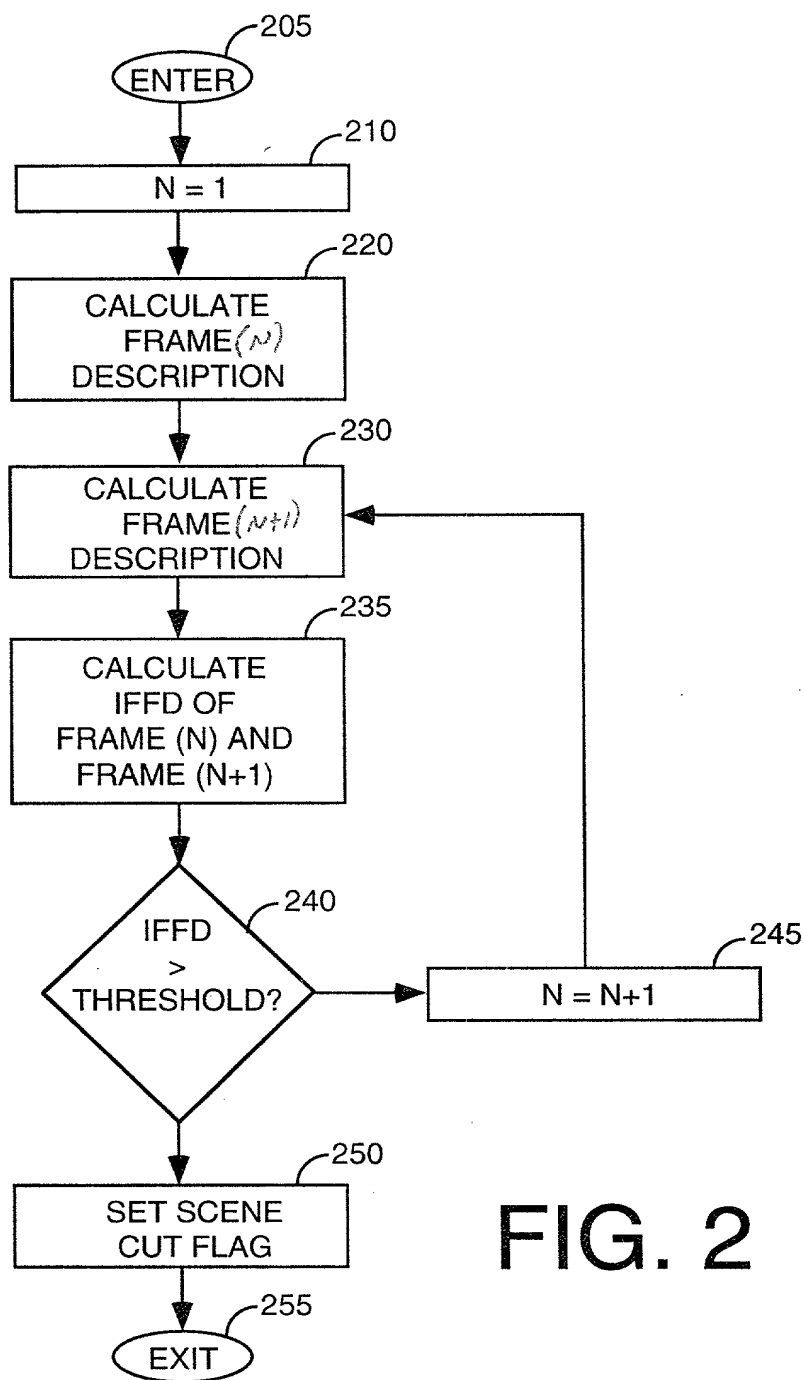 205
ENTER
210
N = 1
220
CALCULATE
FRAME (N)
DESCRIPTION
230
CALCULATE
FRAME (N+1)
DESCRIPTION
235
CALCULATE
IFFD OF
FRAME (N) AND
FRAME (N+1)
240
IFFD
>
THRESHOLD?
245
N = N+1
250
SET SCENE
CUT FLAG
255
EXIT
FIG. 2